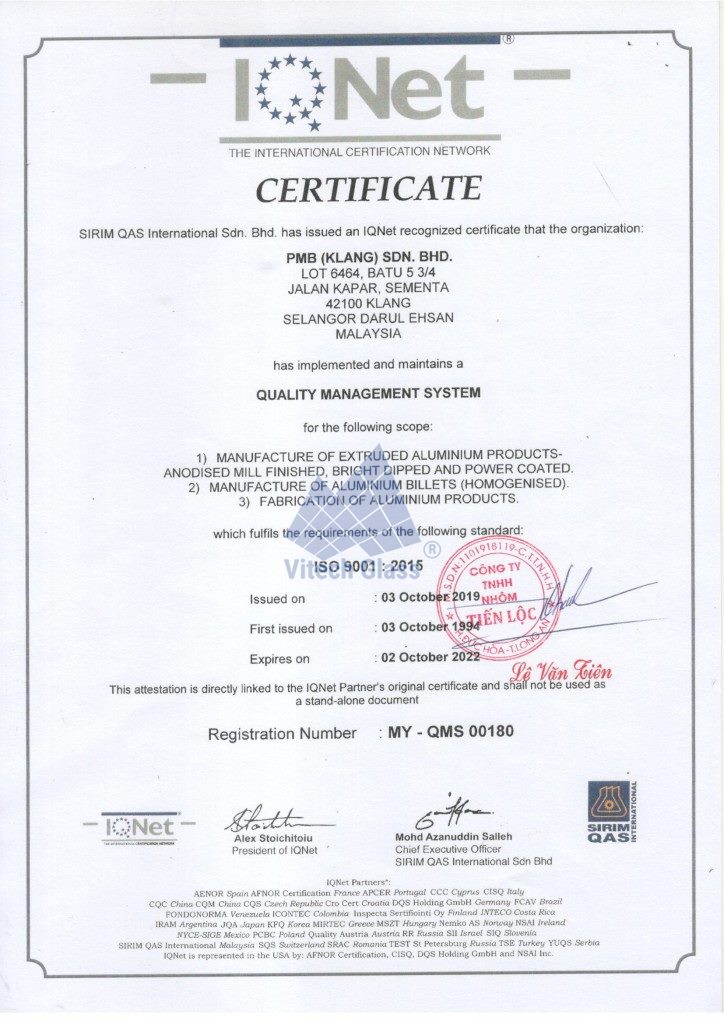 IQNet ®
THE INTERNATIONAL CERTIFICATION NETWORK
CERTIFICATE
SIRIM QAS International Sdn. Bhd. has issued an IQNet recognized certificate that the organization:
PMB (KLANG) SDN. BHD.
LOT 6464, BATU 5 3/4
JALAN KAPAR, SEMENTA
42100 KLANG
SELANGOR DARUL EHSAN
MALAYSIA
has implemented and maintains a
QUALITY MANAGEMENT SYSTEM
for the following scope:
1) MANUFACTURE OF EXTRUDED ALUMINIUM PRODUCTS-
ANODISED MILL FINISHED, BRIGHT DIPPED AND POWER COATED.
2) MANUFACTURE OF ALUMINIUM BILLETS (HOMOGENISED).
3) FABRICATION OF ALUMINIUM PRODUCTS.
which fulfils the requirements of the following standard:
ISO 9001 : 2015
Vitech Glass ®
Issued on : 03 October 2019
First issued on : 03 October 1994
Expires on : 02 October 2022
M.S.D.N:1101918119-C.T.T.N.H.H
CÔNG TY
TNHH
NHÔM
TIẾN LỘC
H.ĐỨC HÒA-T.LONG AN
Lê Văn Tiên
This attestation is directly linked to the IQNet Partner's original certificate and shall not be used as
a stand-alone document
Registration Number : MY - QMS 00180
IQNet
THE INTERNATIONAL CERTIFICATION NETWORK
Alex Stoichitoiu
President of IQNet
Mohd Azanuddin Salleh
Chief Executive Officer
SIRIM QAS International Sdn Bhd
SIRIM
QAS
INTERNATIONAL
IQNet Partners*:
AENOR Spain AFNOR Certification France APCER Portugal CCC Cyprus CISQ Italy
CQC China CQM China CQS Czech Republic Cro Cert Croatia DQS Holding GmbH Germany FCAV Brazil
FONDONORMA Venezuela ICONTEC Colombia Inspecta Sertifiointi Oy Finland INTECO Costa Rica
IRAM Argentina JQA Japan KFQ Korea MIRTEC Greece MSZT Hungary Nemko AS Norway NSAI Ireland
NYCE-SIGE Mexico PCBC Poland Quality Austria Austria RR Russia SII Israel SIQ Slovenia
SIRIM QAS International Malaysia SQS Switzerland SRAC Romania TEST St Petersburg Russia TSE Turkey YUQS Serbia
IQNet is represented in the USA by: AFNOR Certification, CISQ, DQS Holding GmbH and NSAI Inc.